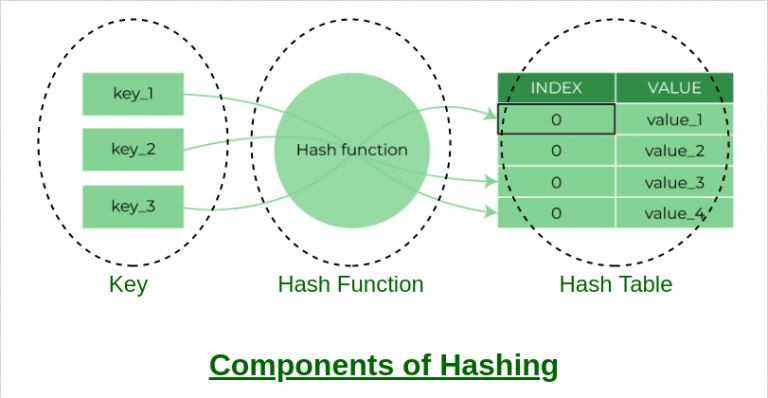 key_1
key_2
key_3
Hash function
INDEX VALUE
0 value_1
0 value_2
0 value_3
0 value_4
Key
Hash Function
Hash Table
Components of Hashing